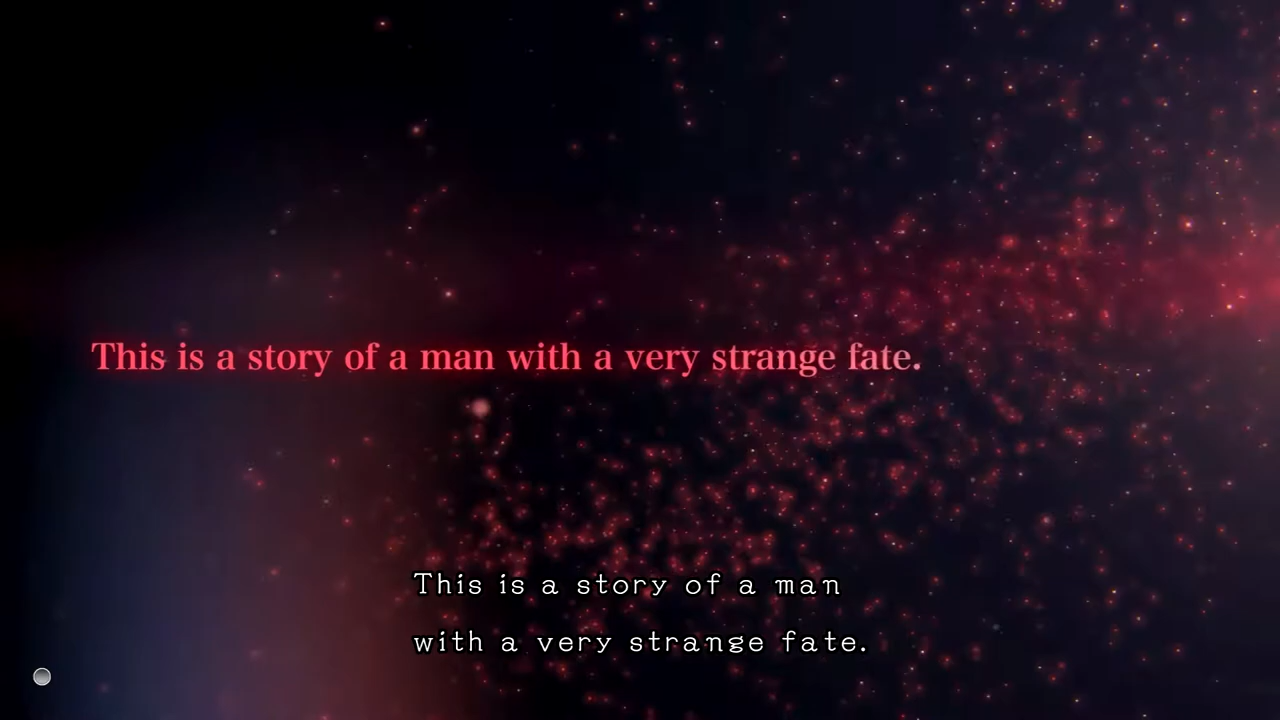 This is a story of a man with a very strange fate.
This is a story of a man
with a very strange fate.